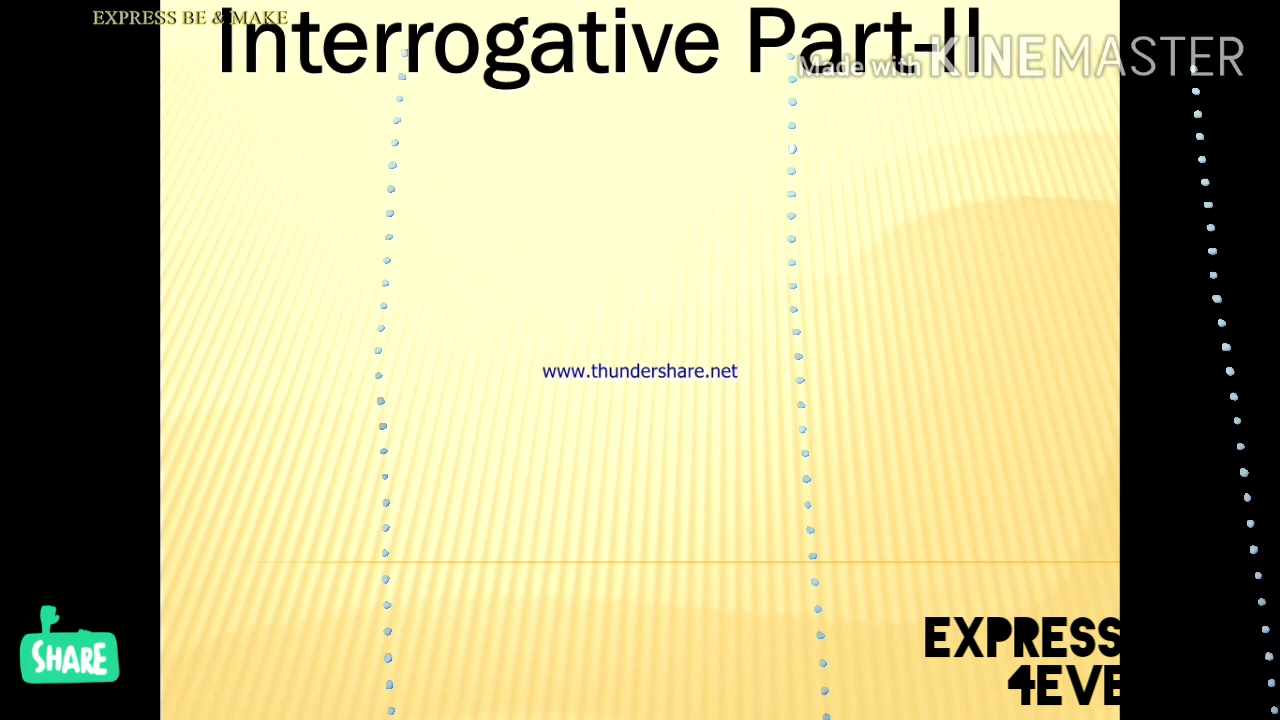 EXPRESS BE & MAKE
Interrogative Part-II
Made with KINEMASTER
www.thundershare.net
EXPRESS
4EVE
SHARE